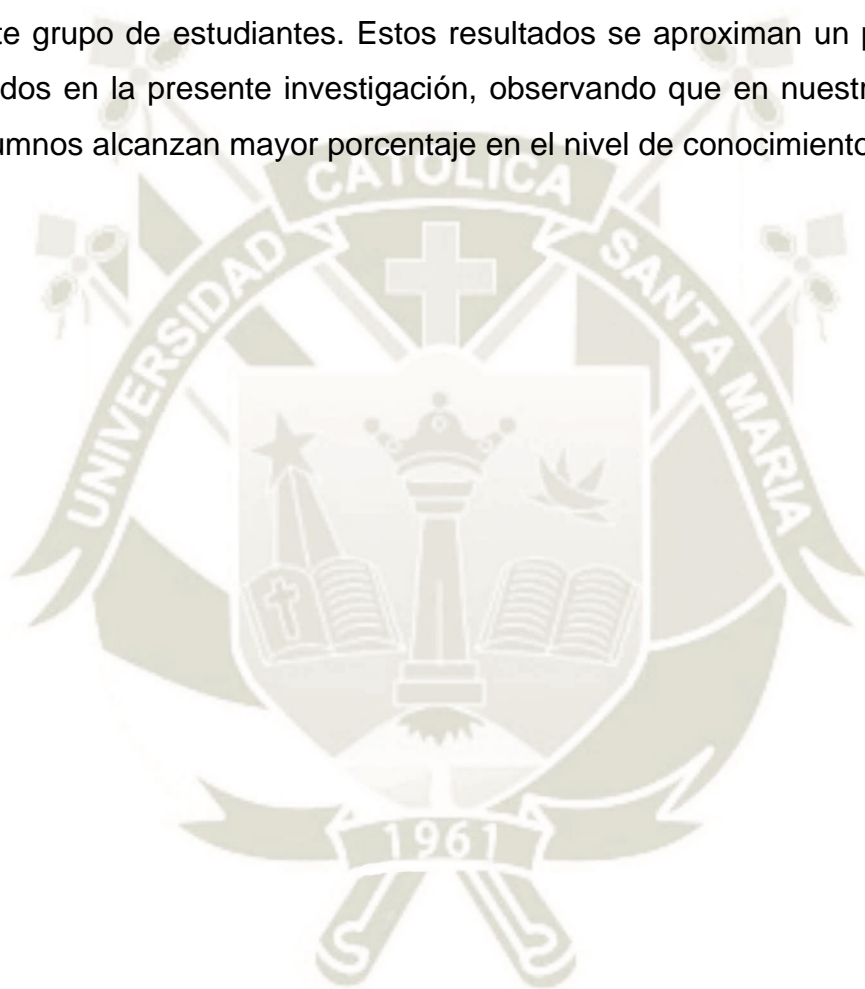 te grupo de estudiantes. Estos resultados se aproximan un p
dos en la presente investigación, observando que en nuestr
umnos alcanzan mayor porcentaje en el nivel de conocimiento
UNIVERSIDAD CATOLICA SANTA MARIA
1961